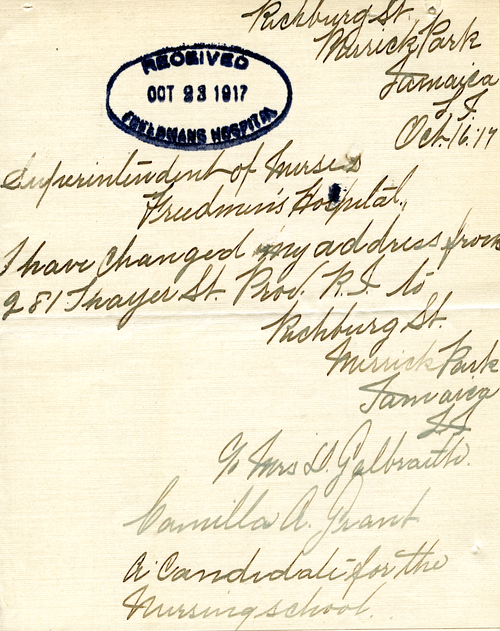 Richburg St.
Merrick Park
Jamaica
L. I.
Oct. 16. 17
RECEIVED
OCT 23 1917
FREEDMANS HOSPITAL
Superintendent of Nurses
Freedmen's Hospital.,
I have changed my address from
281 Thayer St. Prov. R.I. to
Richburg St.
Merrick Park
Jamaica
L I
% Mrs D. Galbraith.
Camilla A. Grant
A Candidate for the
Nursing school.